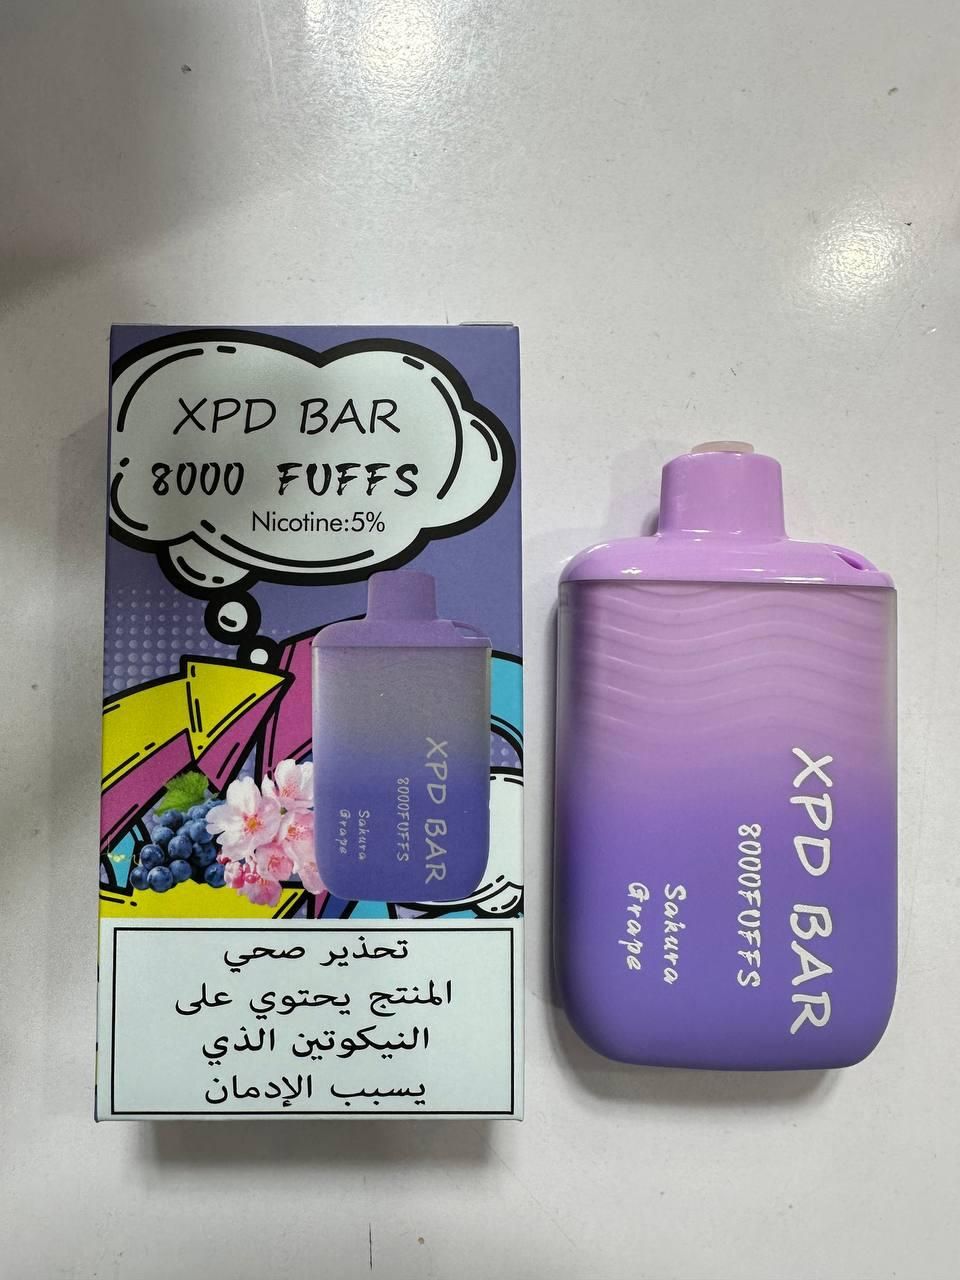 XPD BAR
8000 FUFFS
Nicotine:5%
XPD BAR
8000FUFFS
Sakura
Grape
تحذير صحي
المنتج يحتوي على
النيكوتين الذي
يسبب الإدمان
XPD BAR
8000FUFFS
Sakura
Grape